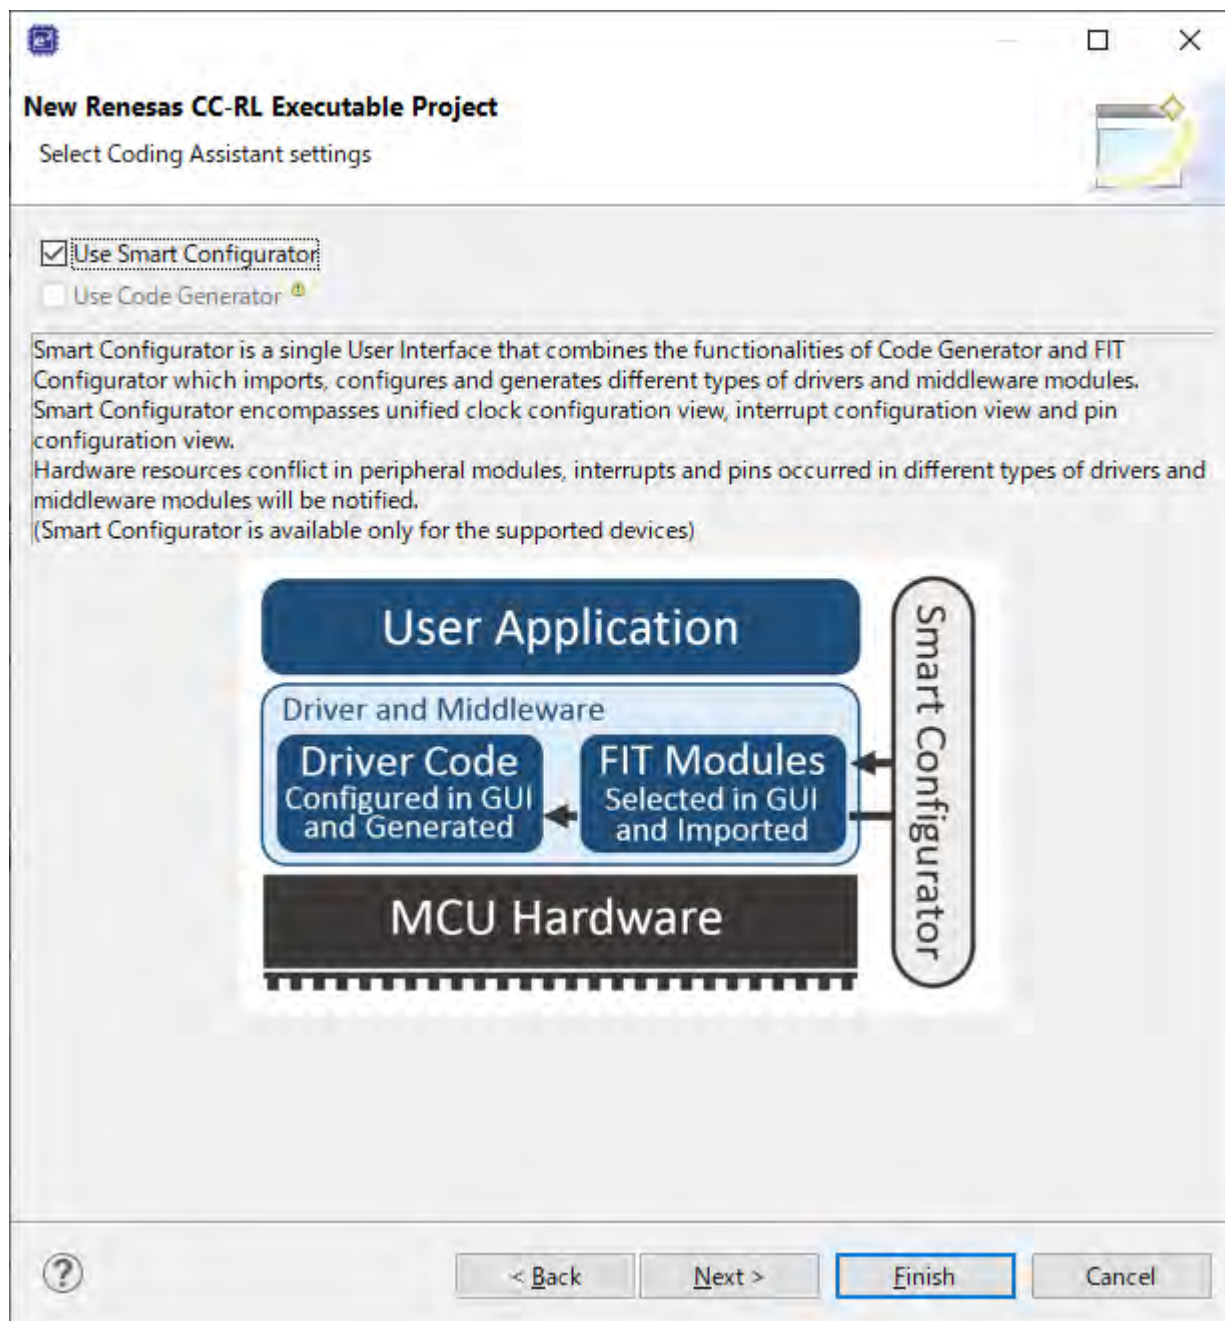 New Renesas CC-RL Executable Project
Select Coding Assistant settings
Use Smart Configurator
Use Code Generator
Smart Configurator is a single User Interface that combines the functionalities of Code Generator and FIT
Configurator which imports, configures and generates different types of drivers and middleware modules.
Smart Configurator encompasses unified clock configuration view, interrupt configuration view and pin
configuration view.
Hardware resources conflict in peripheral modules, interrupts and pins occurred in different types of drivers and
middleware modules will be notified.
(Smart Configurator is available only for the supported devices)
User Application
Driver and Middleware
Driver Code
Configured in GUI
and Generated
FIT Modules
Selected in GUI
and Imported
MCU Hardware
Smart Configurator
?
< Back
Next >
Finish
Cancel